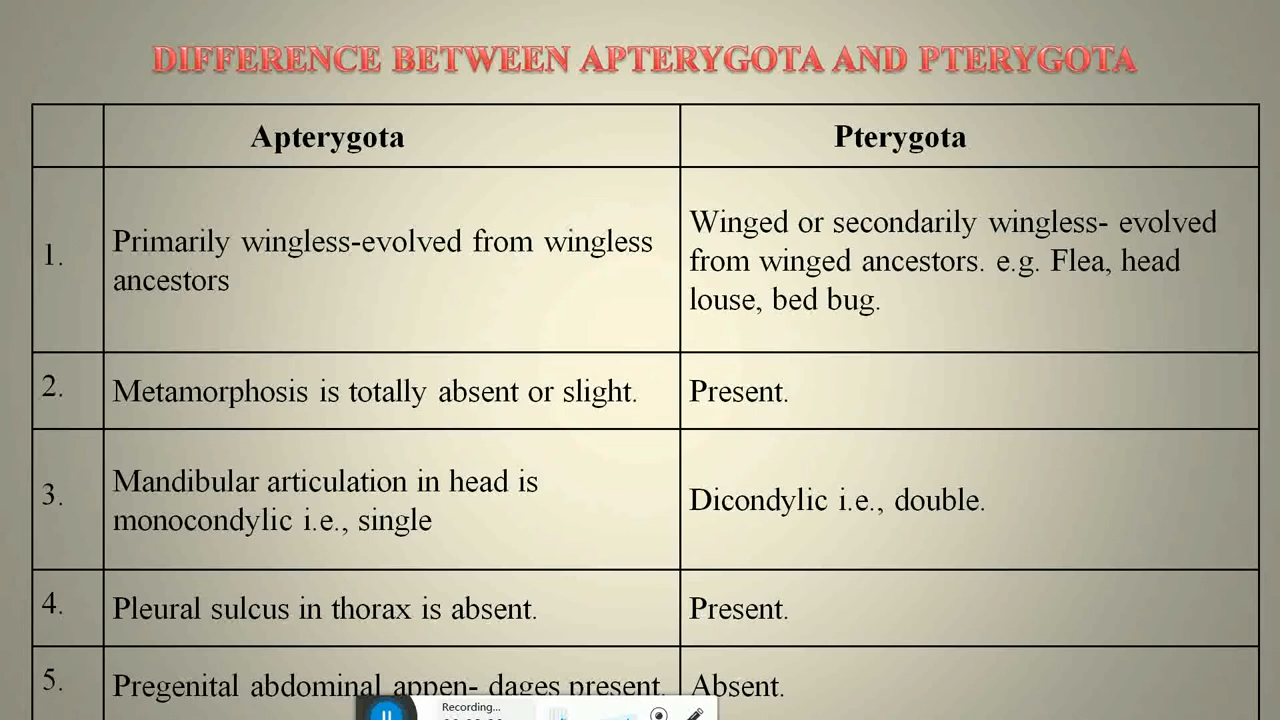 DIFFERENCE BETWEEN APTERYGOTA AND PTERYGOTA
Apterygota
Pterygota
1.
Primarily wingless-evolved from wingless
ancestors
Winged or secondarily wingless- evolved
from winged ancestors. e.g. Flea, head
louse, bed bug.
2.
Metamorphosis is totally absent or slight.
Present.
3.
Mandibular articulation in head is
monocondylic i.e., single
Dicondylic i.e., double.
4.
Pleural sulcus in thorax is absent.
Present.
5.
Pregenital abdominal appen- dages present.
Absent.
Recording...